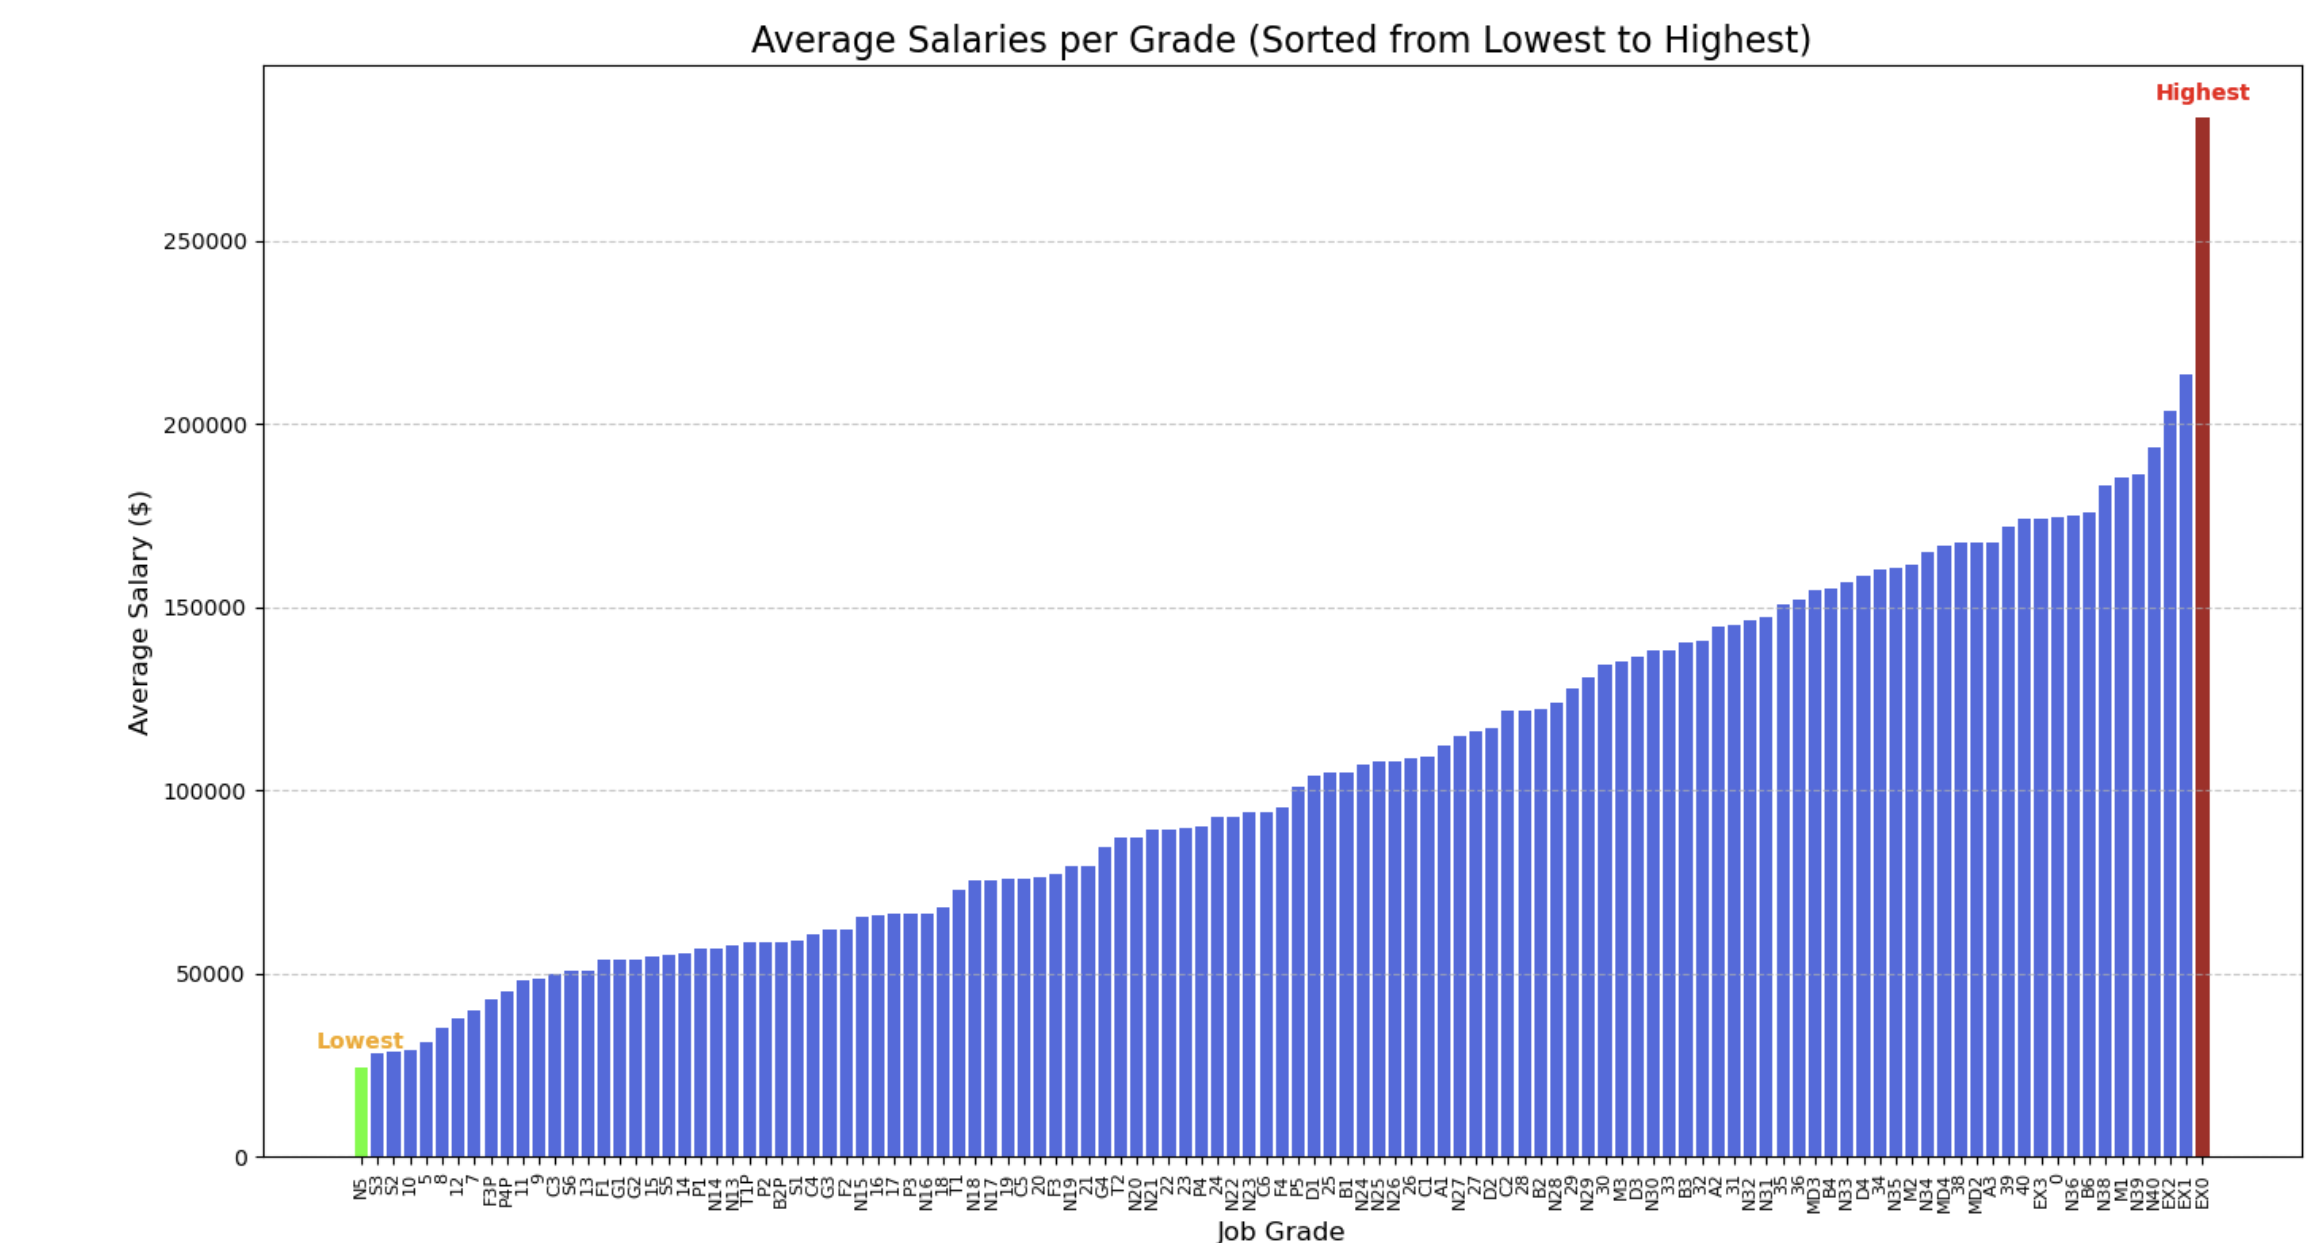 Average Salaries per Grade (Sorted from Lowest to Highest)
Highest
250000
200000
150000
100000
50000
0
Average Salary ($)
Lowest
N5 S3 S2 10 5 8 12 7 F3P P4P 11 9 C3 S6 13 F1 G1 G2 15 S5 14 P1 N14 N13 T1P P2 B2P S1 C4 G3 F2 N15 16 17 P3 N16 18 T1 N18 N17 19 C5 20 F3 N19 21 G4 T2 N20 N21 22 23 P4 24 N22 N23 C6 F4 P5 D1 25 B1 N24 N25 N26 26 C1 A1 N27 27 D2 C2 28 B2 N28 29 N29 30 M3 D3 N30 33 B3 32 A2 31 N32 N31 35 36 MD3 B4 N33 D4 34 N35 M2 N34 MD4 38 MD2 A3 39 40 EX3 0 N36 B6 N38 M1 N39 N40 EX2 EX1 EX0
Job Grade